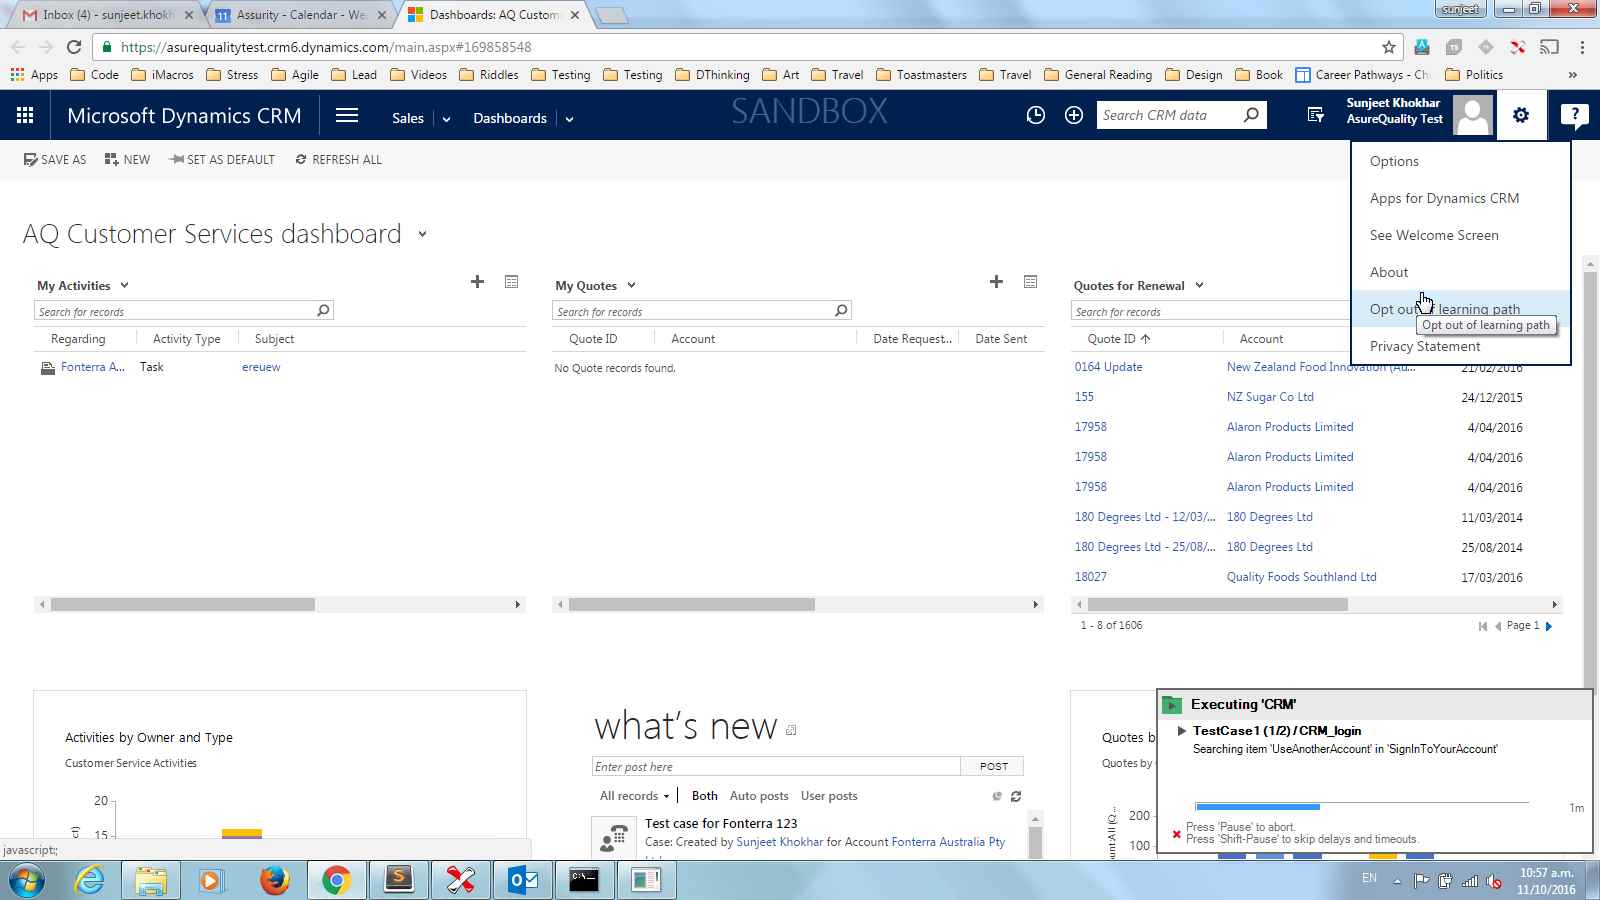 Inbox (4) - sunjeet.khokh
11 Assurity - Calendar - We
Dashboards: AQ Custom
sunjeet
https://asurequalitytest.crm6.dynamics.com/main.aspx#169858548
Apps Code iMacros Stress Agile Lead Videos Riddles Testing Testing DThinking Art Travel Toastmasters Travel General Reading Design Book Career Pathways - Ch Politics »
Microsoft Dynamics CRM Sales Dashboards SANDBOX Search CRM data
Sunjeet Khokhar
AsureQuality Test
?
SAVE AS NEW SET AS DEFAULT REFRESH ALL
Options
Apps for Dynamics CRM
See Welcome Screen
About
Opt out of learning path
Opt out of learning path
Privacy Statement
AQ Customer Services dashboard
My Activities
Search for records
Regarding Activity Type Subject
Fonterra A... Task ereuew
My Quotes
Search for records
Quote ID Account Date Request... Date Sent
No Quote records found.
Quotes for Renewal
Search for records
Quote ID Account
0164 Update New Zealand Food Innovation (Au... 21/02/2016
155 NZ Sugar Co Ltd 24/12/2015
17958 Alaron Products Limited 4/04/2016
17958 Alaron Products Limited 4/04/2016
17958 Alaron Products Limited 4/04/2016
180 Degrees Ltd - 12/03/... 180 Degrees Ltd 11/03/2014
180 Degrees Ltd - 25/08/... 180 Degrees Ltd 25/08/2014
18027 Quality Foods Southland Ltd 17/03/2016
1 - 8 of 1606 Page 1
Activities by Owner and Type
Customer Service Activities
20
15
ct)
what's new
Enter post here POST
All records Both Auto posts User posts
Test case for Fonterra 123
Case: Created by Sunjeet Khokhar for Account Fonterra Australia Pty
Quotes b
Quotes by
200
100
unt:All (Q...
Executing 'CRM'
TestCase1 (1/2) / CRM_login
Searching item 'UseAnotherAccount' in 'SignInToYourAccount'
1m
Press 'Pause' to abort.
Press 'Shift-Pause' to skip delays and timeouts.
javascript:;
EN
10:57 a.m.
11/10/2016